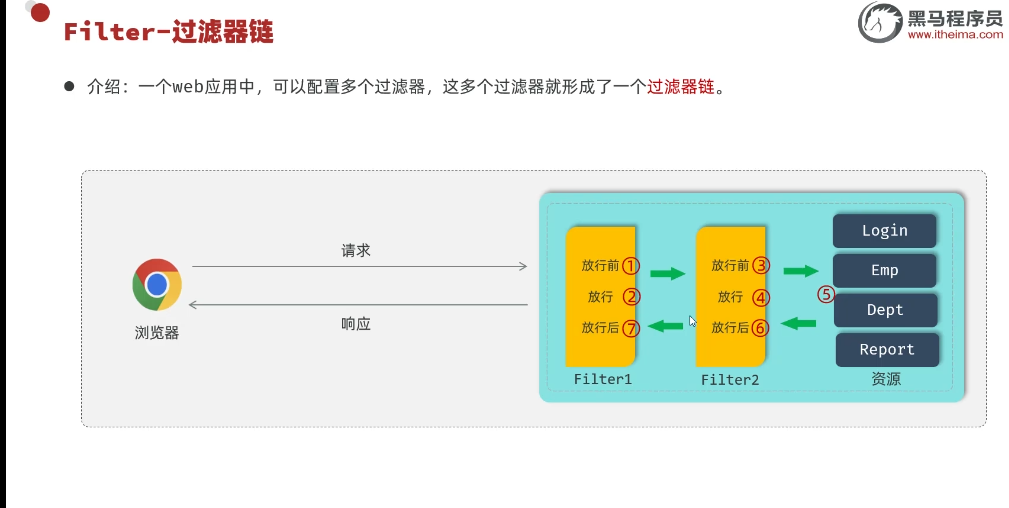 Filter-过滤器链
黑马程序员
www.itheima.com
● 介绍：一个web应用中，可以配置多个过滤器，这多个过滤器就形成了一个过滤器链。
请求
响应
浏览器
放行前①
放行 ②
放行后⑦
Filter1
放行前③
放行 ④
放行后⑥
Filter2
⑤
Login
Emp
Dept
Report
资源